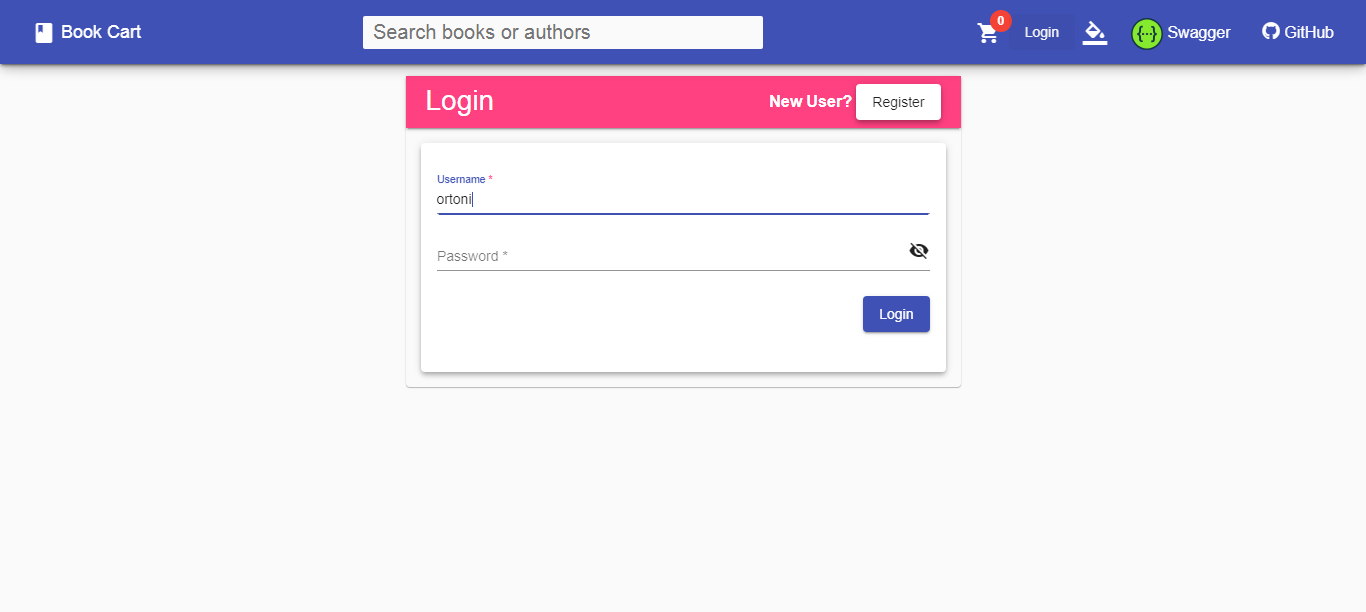 Book Cart
Search books or authors
0
Login
{··}
Swagger
GitHub
Login
New User?
Register
Username *
ortoni
Password *
Login